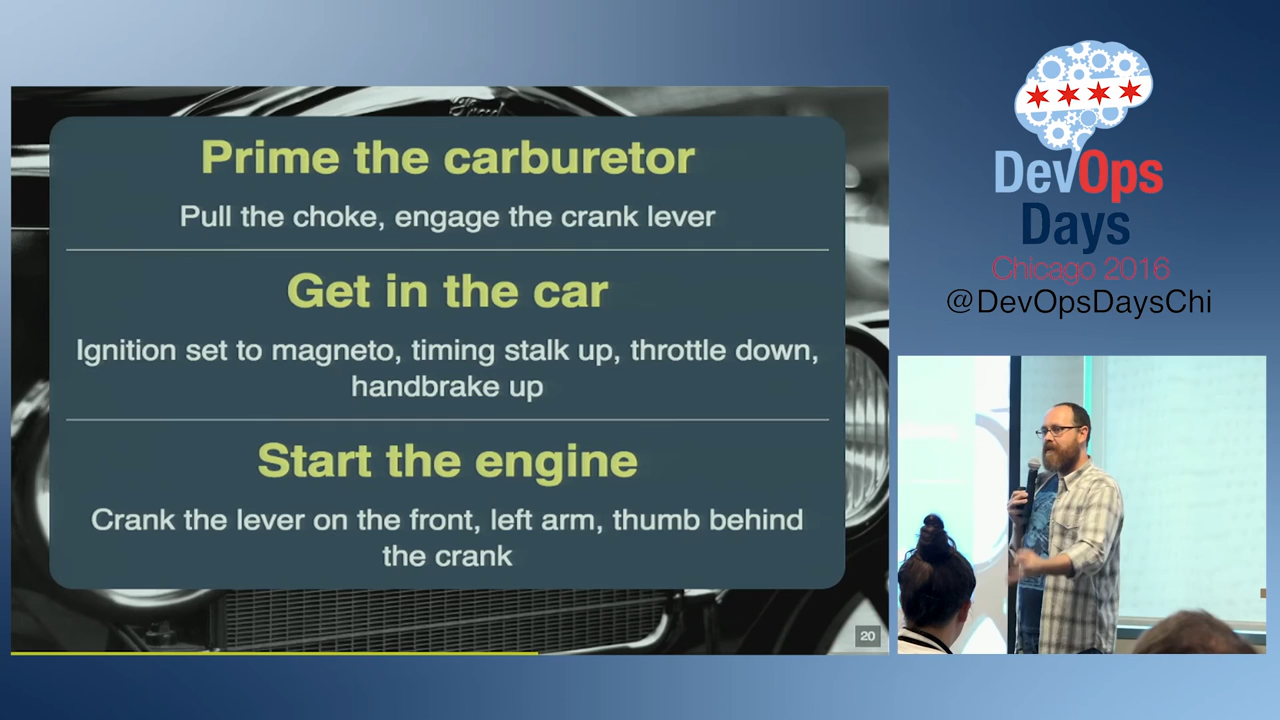 Ford
Prime the carburetor
Pull the choke, engage the crank lever
Get in the car
Ignition set to magneto, timing stalk up, throttle down,
handbrake up
Start the engine
Crank the lever on the front, left arm, thumb behind
the crank
20
DevOps
Days
Chicago 2016
@DevOpsDaysChi